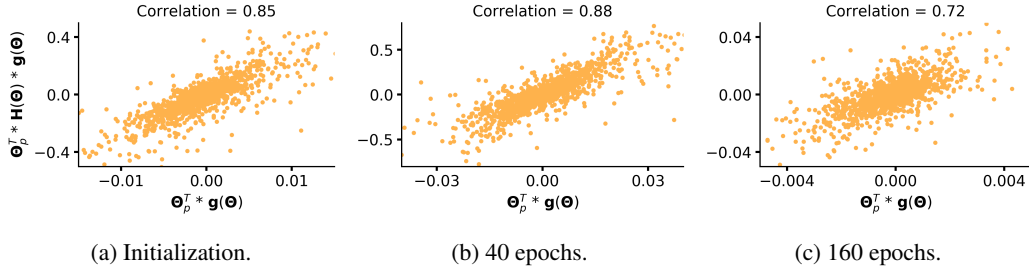 Correlation = 0.85
Correlation = 0.88
Correlation = 0.72
Θ_p^T * H(Θ) * g(Θ)
0.4
0.0
−0.4
−0.01 0.00 0.01
Θ_p^T * g(Θ)
0.5
0.0
−0.5
−0.03 0.00 0.03
Θ_p^T * g(Θ)
0.04
0.00
−0.04
−0.004 0.00 0.004
Θ_p^T * g(Θ)
(a) Initialization.
(b) 40 epochs.
(c) 160 epochs.